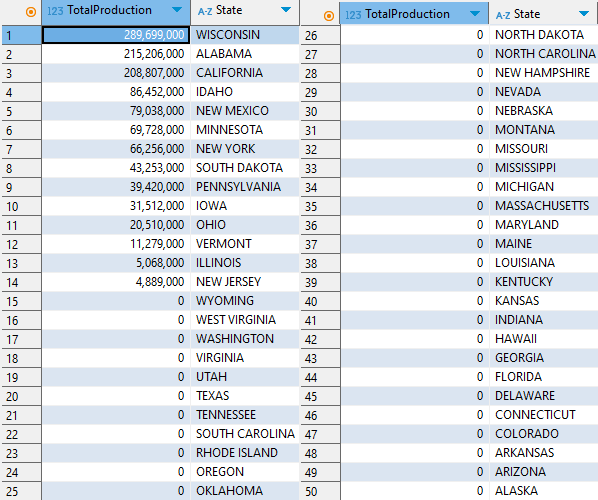 123 TotalProduction A-Z State
1 289,699,000 WISCONSIN
2 215,206,000 ALABAMA
3 208,807,000 CALIFORNIA
4 86,452,000 IDAHO
5 79,038,000 NEW MEXICO
6 69,728,000 MINNESOTA
7 66,256,000 NEW YORK
8 43,253,000 SOUTH DAKOTA
9 39,420,000 PENNSYLVANIA
10 31,512,000 IOWA
11 20,510,000 OHIO
12 11,279,000 VERMONT
13 5,068,000 ILLINOIS
14 4,889,000 NEW JERSEY
15 0 WYOMING
16 0 WEST VIRGINIA
17 0 WASHINGTON
18 0 VIRGINIA
19 0 UTAH
20 0 TEXAS
21 0 TENNESSEE
22 0 SOUTH CAROLINA
23 0 RHODE ISLAND
24 0 OREGON
25 0 OKLAHOMA
123 TotalProduction A-Z State
26 0 NORTH DAKOTA
27 0 NORTH CAROLINA
28 0 NEW HAMPSHIRE
29 0 NEVADA
30 0 NEBRASKA
31 0 MONTANA
32 0 MISSOURI
33 0 MISSISSIPPI
34 0 MICHIGAN
35 0 MASSACHUSETTS
36 0 MARYLAND
37 0 MAINE
38 0 LOUISIANA
39 0 KENTUCKY
40 0 KANSAS
41 0 INDIANA
42 0 HAWAII
43 0 GEORGIA
44 0 FLORIDA
45 0 DELAWARE
46 0 CONNECTICUT
47 0 COLORADO
48 0 ARKANSAS
49 0 ARIZONA
50 0 ALASKA